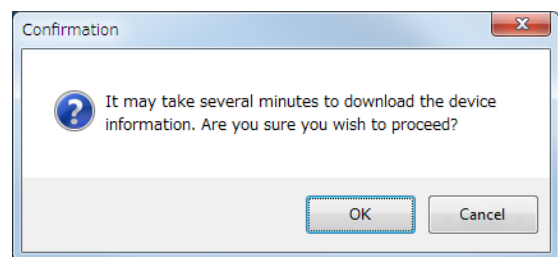 Confirmation
It may take several minutes to download the device
information. Are you sure you wish to proceed?
OK
Cancel